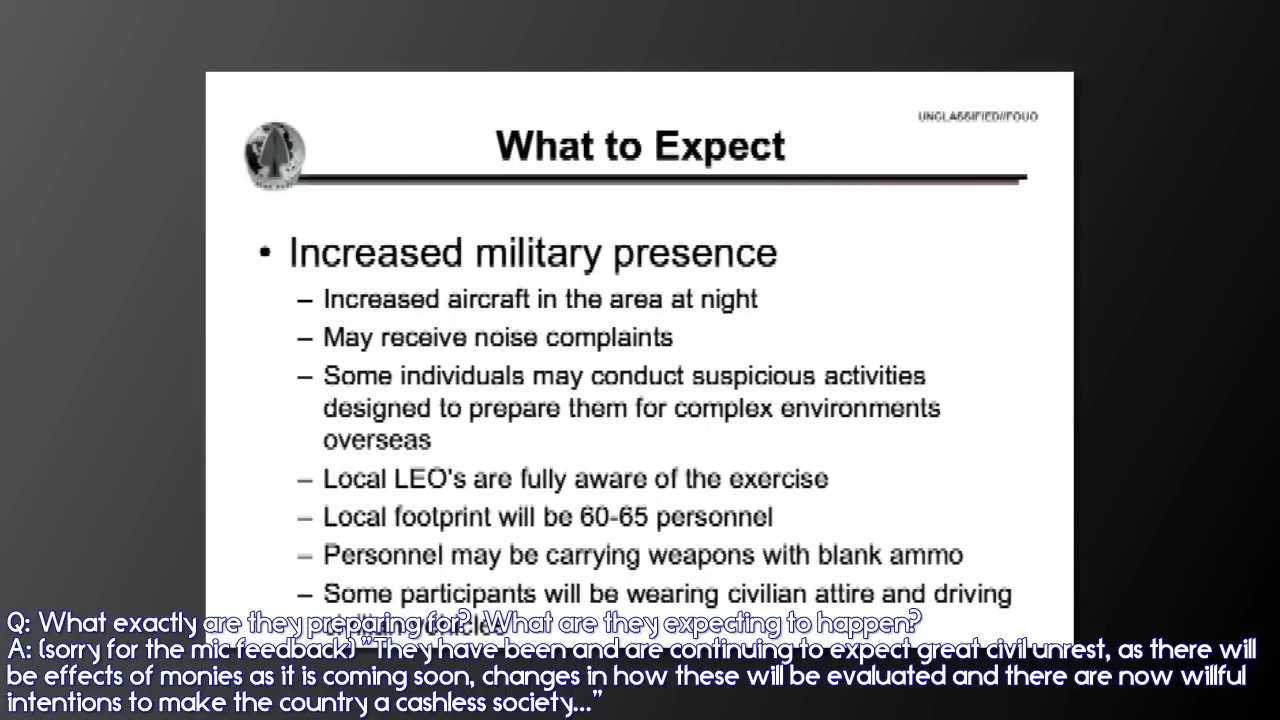 UNCLASSIFIED//FOUO
What to Expect
• Increased military presence
– Increased aircraft in the area at night
– May receive noise complaints
– Some individuals may conduct suspicious activities
designed to prepare them for complex environments
overseas
– Local LEO's are fully aware of the exercise
– Local footprint will be 60-65 personnel
– Personnel may be carrying weapons with blank ammo
– Some participants will be wearing civilian attire and driving
Q: What exactly are they preparing for? What are they expecting to happen?
A: (sorry for the mic feedback) "They have been and are continuing to expect great civil unrest, as there will
be effects of monies as it is coming soon, changes in how these will be evaluated and there are now willful
intentions to make the country a cashless society..."